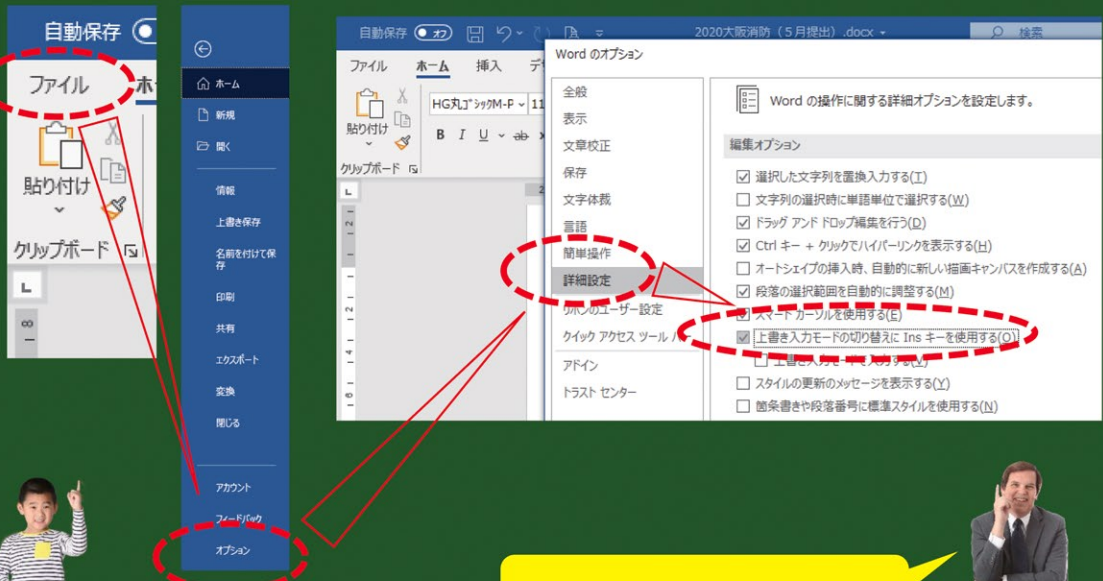 自動保存
ファイル
ホ
貼り付け
クリップボード
ホーム
新規
開く
情報
上書き保存
名前を付けて保
存
印刷
共有
エクスポート
変換
閉じる
アカウント
フィードバック
オプション
自動保存 オフ
2020大阪消防(5月提出).docx
検索
ファイル ホーム 挿入 デ
HG丸ゴシックM-P 11
貼り付け
B I U ab
クリップボード
Word のオプション
全般
表示
文章校正
保存
文字体裁
言語
簡単操作
詳細設定
リボンのユーザー設定
クイック アクセス ツール バー
アドイン
トラスト センター
Word の操作に関する詳細オプションを設定します。
編集オプション
選択した文字列を置換入力する(T)
文字列の選択時に単語単位で選択する(W)
ドラッグ アンド ドロップ編集を行う(D)
Ctrl キー + クリックでハイパーリンクを表示する(H)
オートシェイプの挿入時、自動的に新しい描画キャンバスを作成する(A)
段落の選択範囲を自動的に調整する(M)
スマート カーソルを使用する(E)
上書き入力モードの切り替えに Ins キーを使用する(O)
上書き入力モードで入力する(V)
スタイルの更新のメッセージを表示する(Y)
箇条書きや段落番号に標準スタイルを使用する(N)